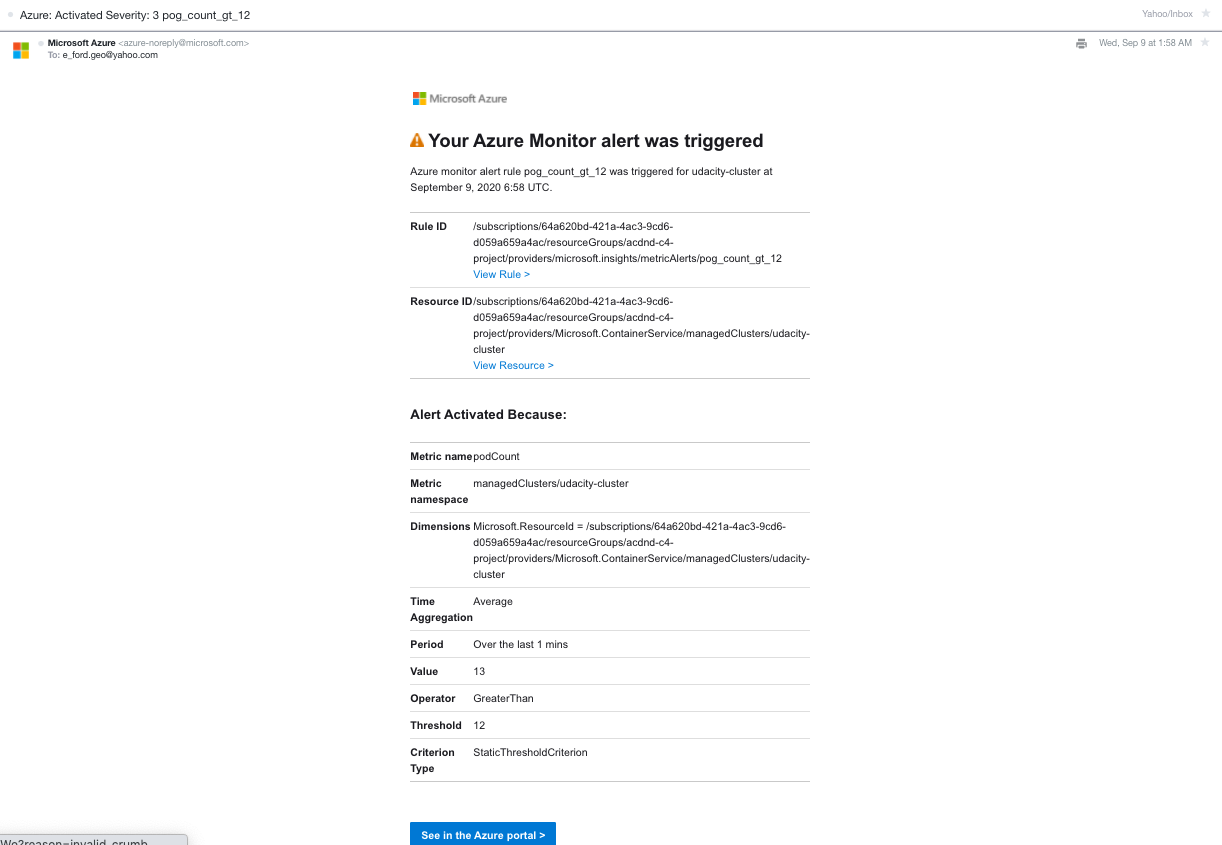 Azure: Activated Severity: 3 pog_count_gt_12
Yahoo/Inbox
Microsoft Azure <azure-noreply@microsoft.com>
Wed, Sep 9 at 1:58 AM
To: e_ford.geo@yahoo.com
Microsoft Azure
Your Azure Monitor alert was triggered
Azure monitor alert rule pog_count_gt_12 was triggered for udacity-cluster at
September 9, 2020 6:58 UTC.
Rule ID /subscriptions/64a620bd-421a-4ac3-9cd6-
d059a659a4ac/resourceGroups/acdnd-c4-
project/providers/microsoft.insights/metricAlerts/pog_count_gt_12
View Rule >
Resource ID /subscriptions/64a620bd-421a-4ac3-9cd6-
d059a659a4ac/resourceGroups/acdnd-c4-
project/providers/Microsoft.ContainerService/managedClusters/udacity-
cluster
View Resource >
Alert Activated Because:
Metric name podCount
Metric managedClusters/udacity-cluster
namespace
Dimensions Microsoft.ResourceId = /subscriptions/64a620bd-421a-4ac3-9cd6-
d059a659a4ac/resourceGroups/acdnd-c4-
project/providers/Microsoft.ContainerService/managedClusters/udacity-
cluster
Time Average
Aggregation
Period Over the last 1 mins
Value 13
Operator GreaterThan
Threshold 12
Criterion StaticThresholdCriterion
Type
See in the Azure portal >
We?reason=invalid_crumb